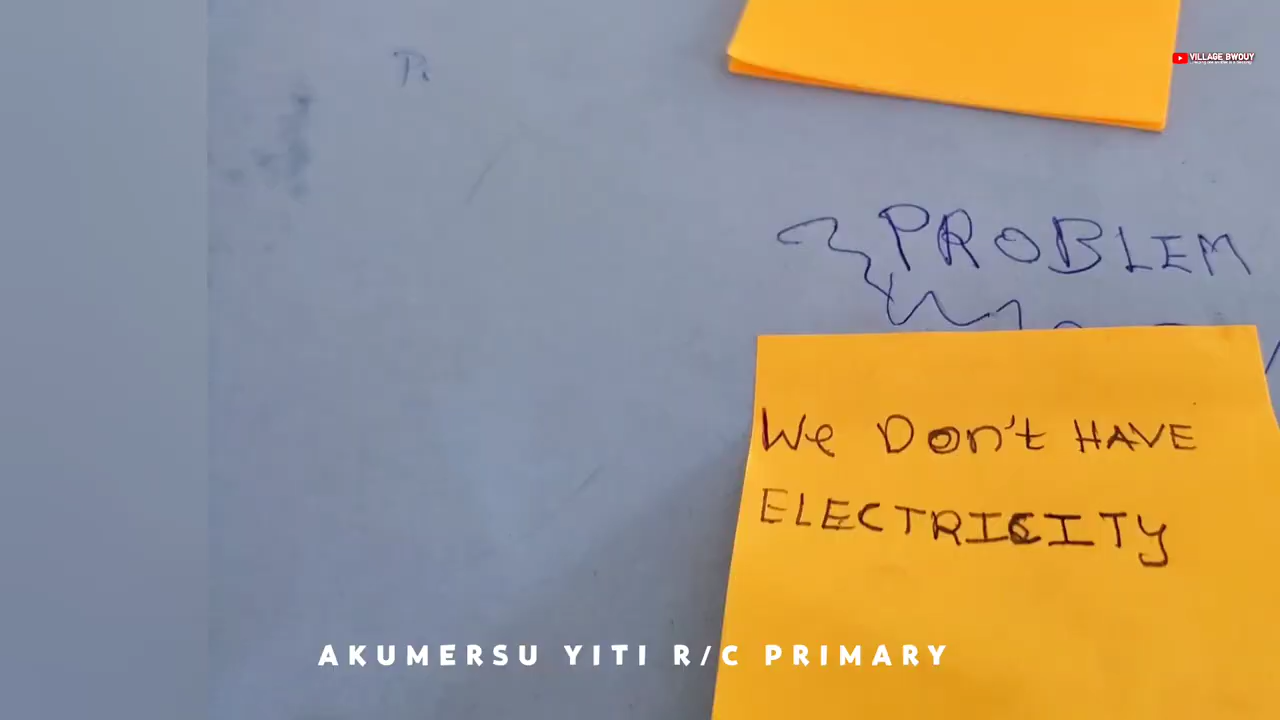 VILLAGE BWOUY
PROBLEM
We Don't HAVE
ELECTRICITY
AKUMERSU YITI R/C PRIMARY